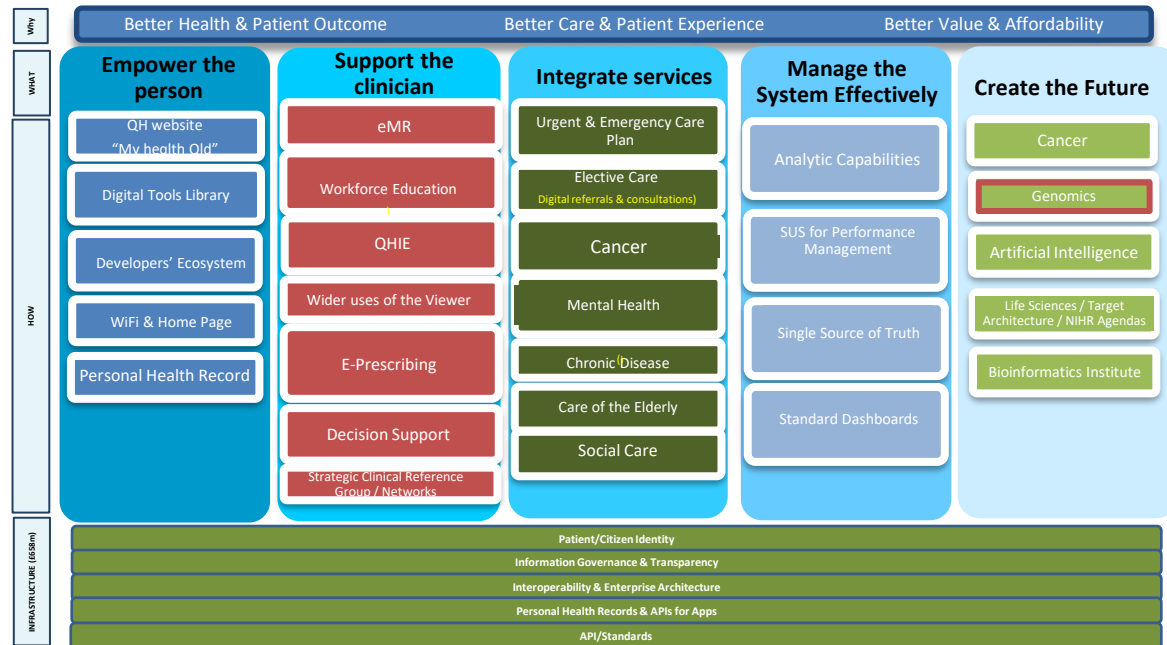 Why
Better Health & Patient Outcome
Better Care & Patient Experience
Better Value & Affordability
WHAT
Empower the
person
Support the
clinician
Integrate services
Manage the
System Effectively
Create the Future
HOW
QH website
“My health Qld”
Digital Tools Library
Developers’ Ecosystem
WiFi & Home Page
Personal Health Record
eMR
Workforce Education
QHIE
Wider uses of the Viewer
E-Prescribing
Decision Support
Strategic Clinical Reference
Group / Networks
Urgent & Emergency Care
Plan
Elective Care
Digital referrals & consultations)
Cancer
Mental Health
Chronic (Disease
Care of the Elderly
Social Care
Analytic Capabilities
SUS for Performance
Management
Single Source of Truth
Standard Dashboards
Cancer
Genomics
Artificial Intelligence
Life Sciences / Target
Architecture / NIHR Agendas
Bioinformatics Institute
INFRASTRUCTURE (£658m)
Patient/Citizen Identity
Information Governance & Transparency
Interoperability & Enterprise Architecture
Personal Health Records & APIs for Apps
API/Standards